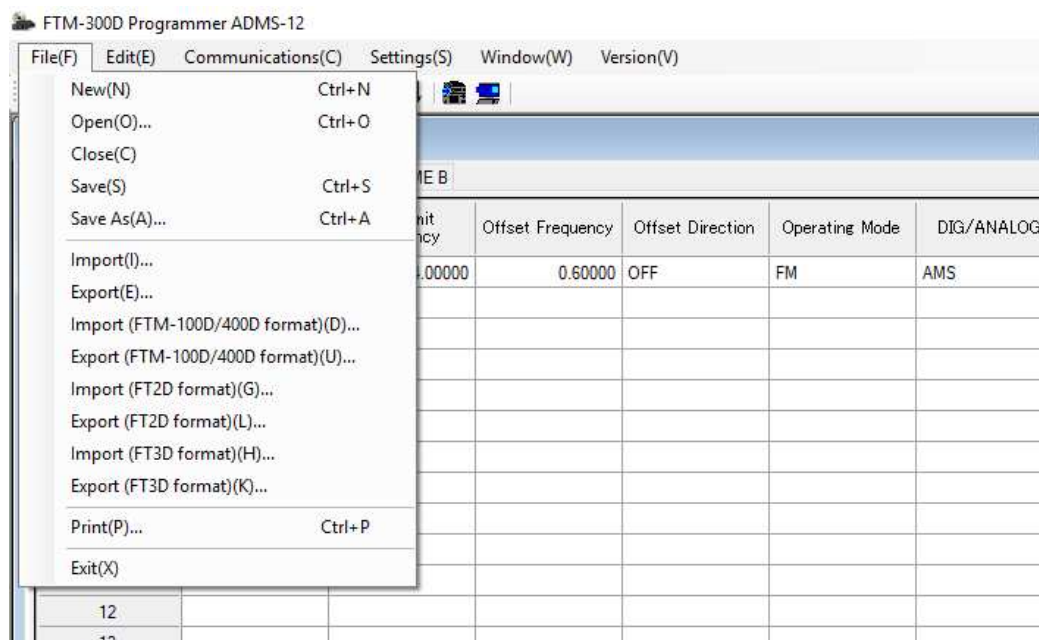 FTM-300D Programmer ADMS-12
File(F) Edit(E) Communications(C) Settings(S) Window(W) Version(V)
New(N) Ctrl+N
Open(O)... Ctrl+O
Close(C)
Save(S) Ctrl+S
Save As(A)... Ctrl+A
Import(I)...
Export(E)...
Import (FTM-100D/400D format)(D)...
Export (FTM-100D/400D format)(U)...
Import (FT2D format)(G)...
Export (FT2D format)(L)...
Import (FT3D format)(H)...
Export (FT3D format)(K)...
Print(P)... Ctrl+P
Exit(X)
B
Offset Frequency Offset Direction Operating Mode DIG/ANALOG
.00000 0.60000 OFF FM AMS
12